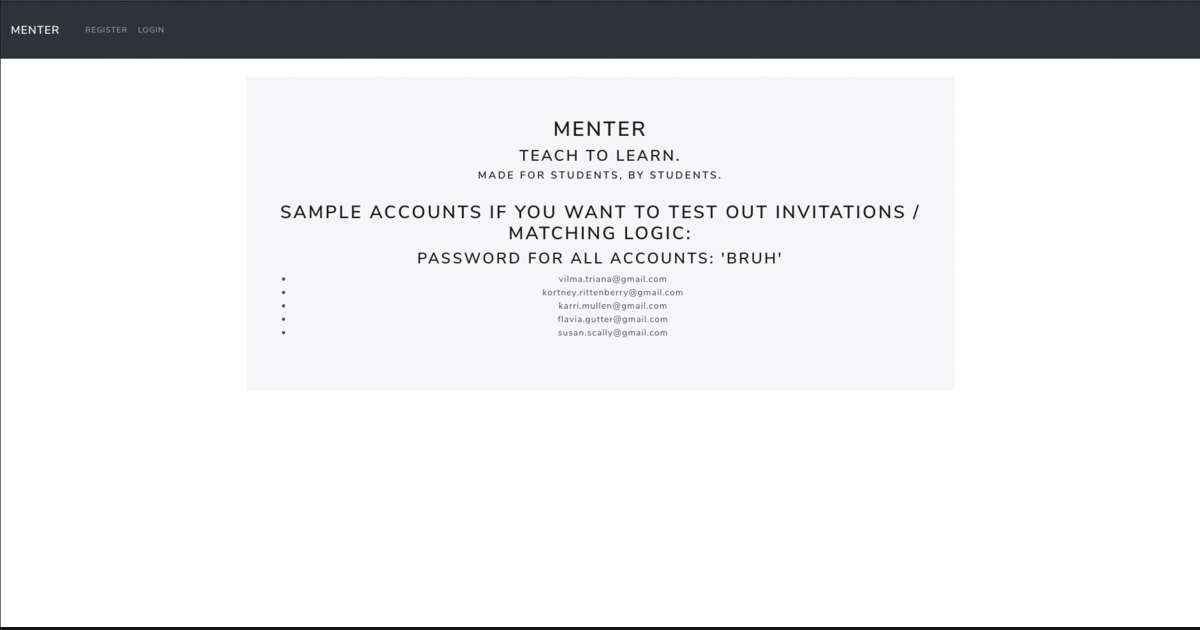 MENTER REGISTER LOGIN
MENTER
TEACH TO LEARN.
MADE FOR STUDENTS, BY STUDENTS.
SAMPLE ACCOUNTS IF YOU WANT TO TEST OUT INVITATIONS /
MATCHING LOGIC:
PASSWORD FOR ALL ACCOUNTS: 'BRUH'
• vilma.triana@gmail.com
• kortney.rittenberry@gmail.com
• karri.mullen@gmail.com
• flavia.gutter@gmail.com
• susan.scally@gmail.com